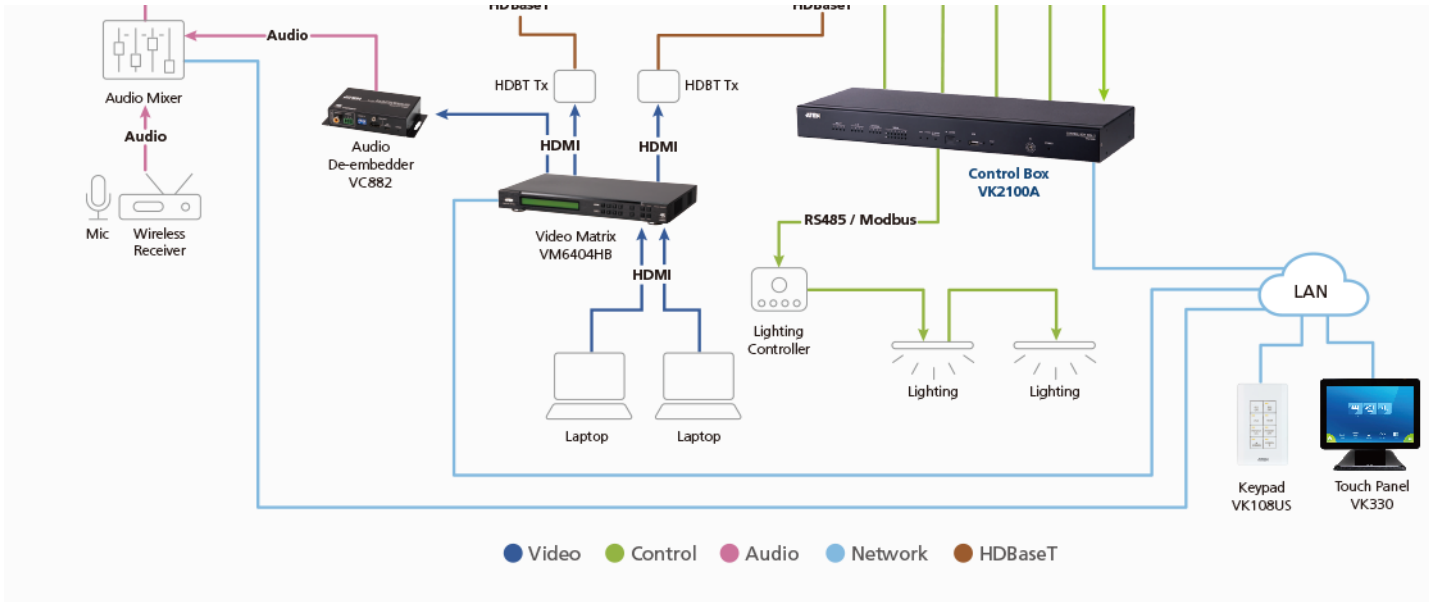 HDBaseT
HDBaseT
Audio
HDBT Tx
HDBT Tx
Audio Mixer
ATEN
Audio
Audio
De-embedder
VC882
HDMI
HDMI
ATEN
Control Box
VK2100A
Mic
Wireless
Receiver
Video Matrix
VM6404HB
RS485 / Modbus
HDMI
LAN
Lighting
Controller
Lighting
Lighting
Laptop
Laptop
Keypad
VK108US
Touch Panel
VK330
Video
Control
Audio
Network
HDBaseT